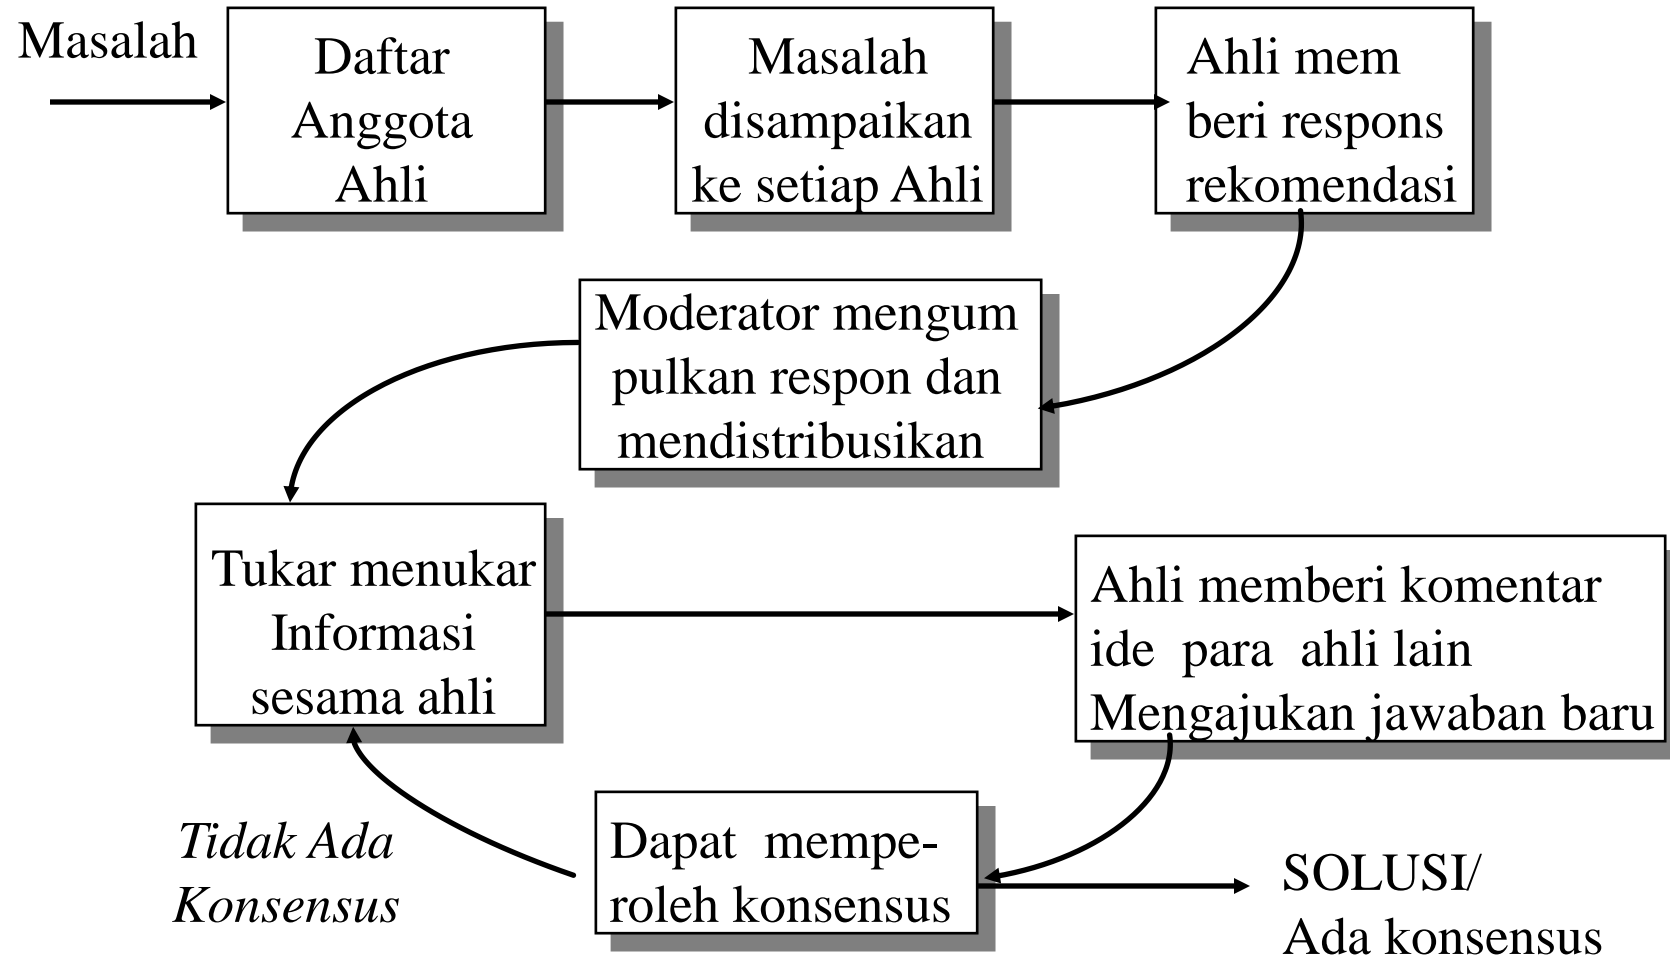 Masalah
Daftar
Anggota
Ahli
Masalah
disampaikan
ke setiap Ahli
Ahli mem
beri respons
rekomendasi
Moderator mengum
pulkan respon dan
mendistribusikan
Tukar menukar
Informasi
sesama ahli
Ahli memberi komentar
ide para ahli lain
Mengajukan jawaban baru
Dapat mempe-
roleh konsensus
Tidak Ada
Konsensus
SOLUSI/
Ada konsensus